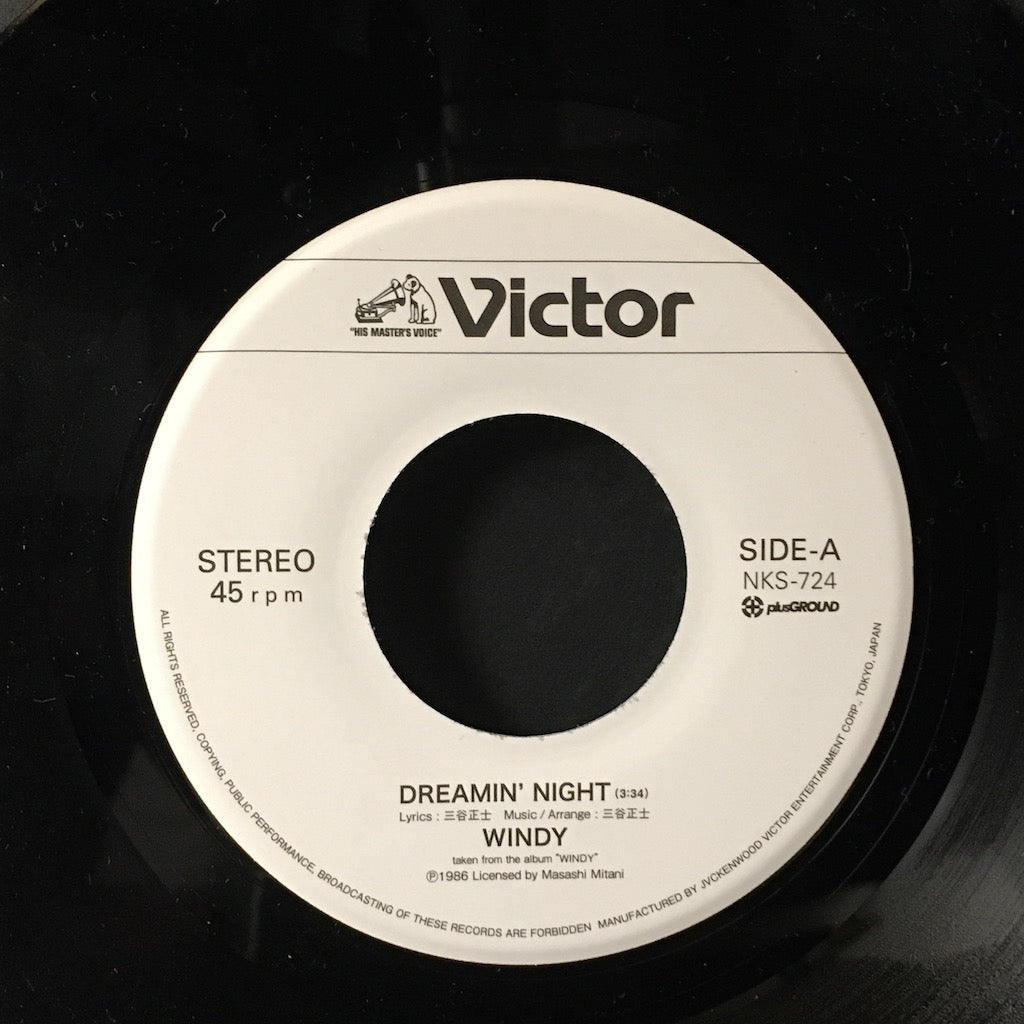 "HIS MASTER'S VOICE" Victor
STEREO
45 rpm
SIDE-A
NKS-724
plusGROUND
DREAMIN' NIGHT (3:34)
Lyrics : 三谷正士 Music / Arrange : 三谷正士
WINDY
taken from the album "WINDY"
Ⓟ1986 Licensed by Masashi Mitani
ALL RIGHTS RESERVED, COPYING, PUBLIC PERFORMANCE, BROADCASTING OF THESE RECORDS ARE FORBIDDEN MANUFACTURED BY JVCKENWOOD VICTOR ENTERTAINMENT CORP., TOKYO, JAPAN